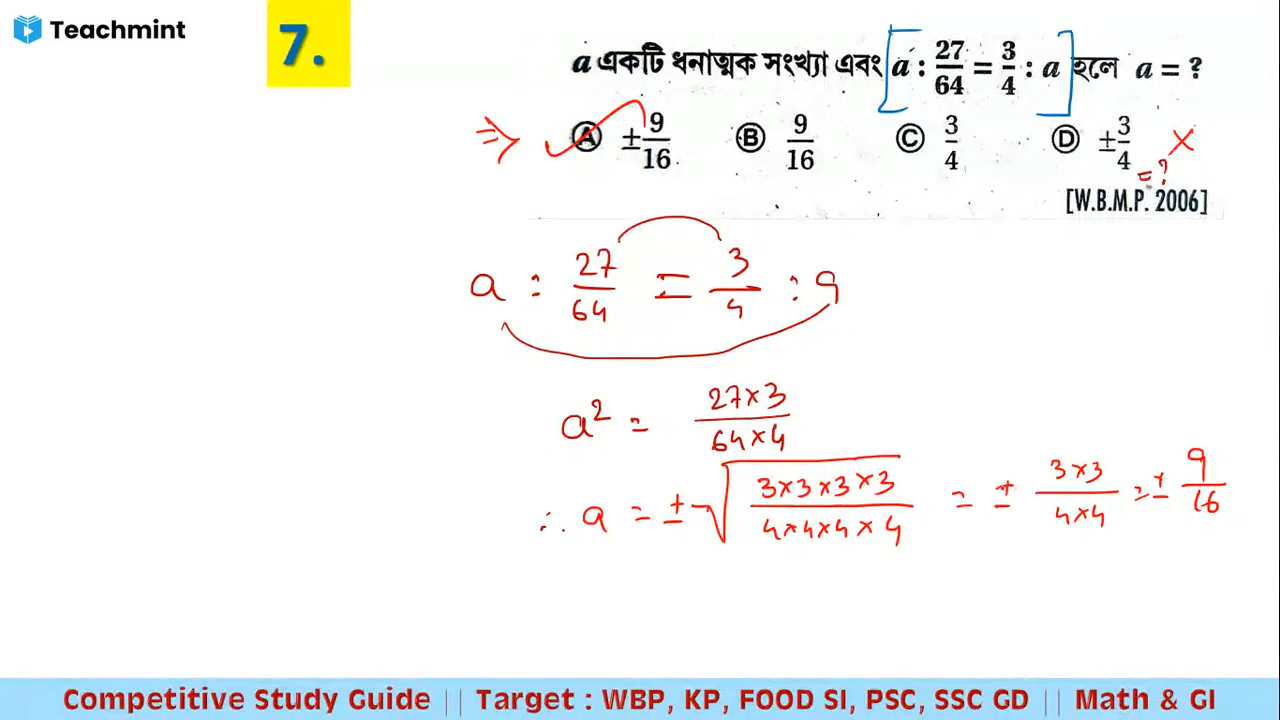 Teachmint
7.
a একটি ধনাত্মক সংখ্যা এবং [a : 27/64 = 3/4 : a] হলে a = ?
⇒ Ⓐ ±9/16 Ⓑ 9/16 Ⓒ 3/4 Ⓓ ±3/4 ×
= ?
[W.B.M.P. 2006]
a : 27/64 = 3/4 : a
a² = 27×3/64×4
∴ a = ± √(3×3×3×3/4×4×4×4) = ± 3×3/4×4 = ± 9/16
Competitive Study Guide || Target : WBP, KP, FOOD SI, PSC, SSC GD || Math & GI